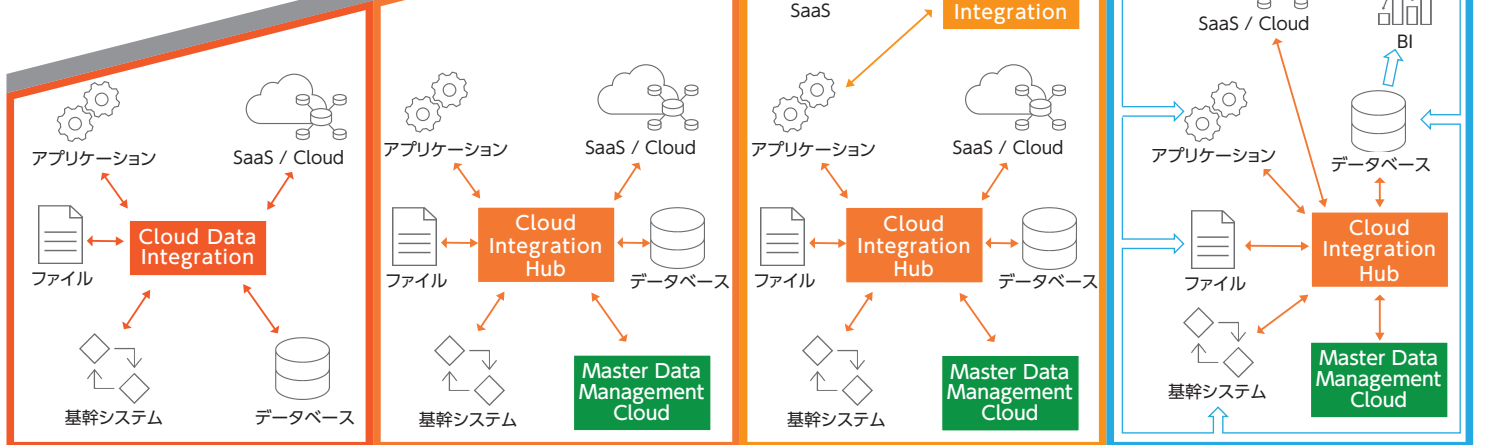 アプリケーション
SaaS / Cloud
Cloud Data
Integration
ファイル
基幹システム
データベース
アプリケーション
SaaS / Cloud
Cloud
Integration
Hub
ファイル
データベース
基幹システム
Master Data
Management
Cloud
SaaS
Integration
アプリケーション
SaaS / Cloud
Cloud
Integration
Hub
ファイル
データベース
基幹システム
Master Data
Management
Cloud
SaaS / Cloud
BI
アプリケーション
データベース
Cloud
Integration
Hub
ファイル
基幹システム
Master Data
Management
Cloud